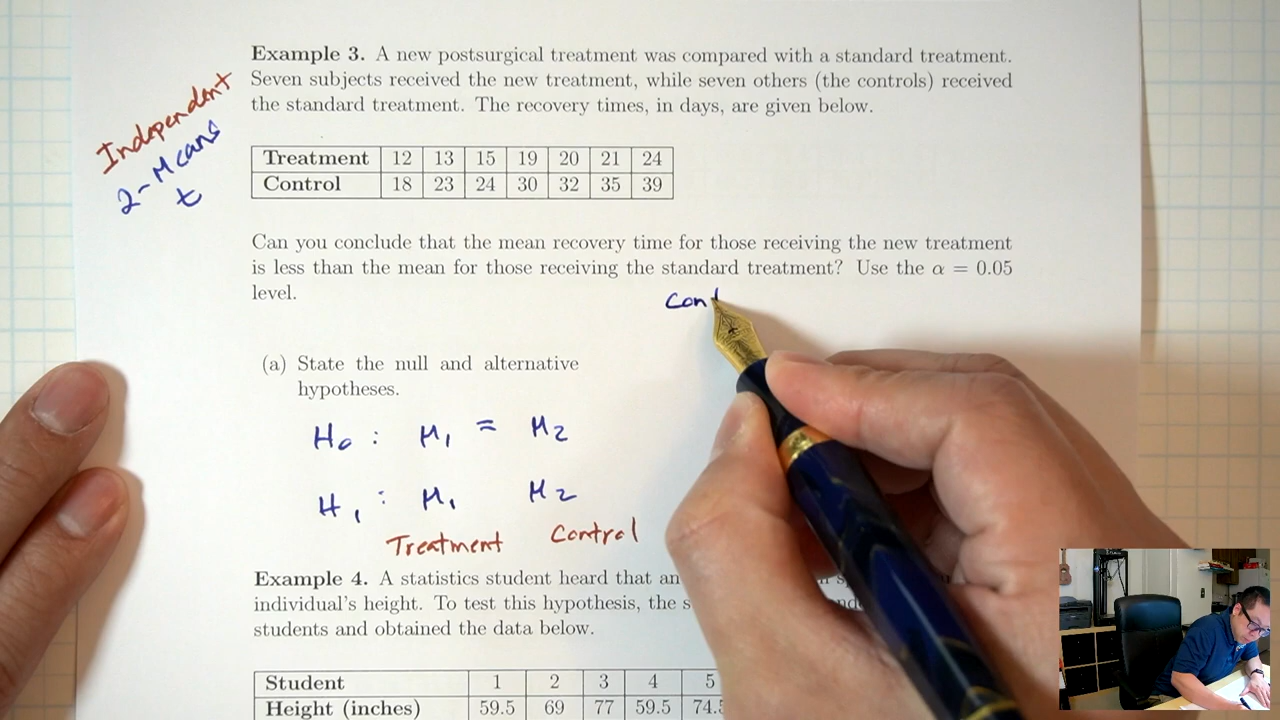 Example 3. A new postsurgical treatment was compared with a standard treatment.
Seven subjects received the new treatment, while seven others (the controls) received
the standard treatment. The recovery times, in days, are given below.
Independent
2-Means
t
Treatment 12 13 15 19 20 21 24
Control 18 23 24 30 32 35 39
Can you conclude that the mean recovery time for those receiving the new treatment
is less than the mean for those receiving the standard treatment? Use the α = 0.05
level.
Cont
(a) State the null and alternative
hypotheses.
H₀ : μ₁ = μ₂
H₁ : μ₁ μ₂
Treatment Control
Example 4. A statistics student heard that an
individual's height. To test this hypothesis, the
students and obtained the data below.
Student 1 2 3 4 5
Height (inches) 59.5 69 77 59.5 74.5